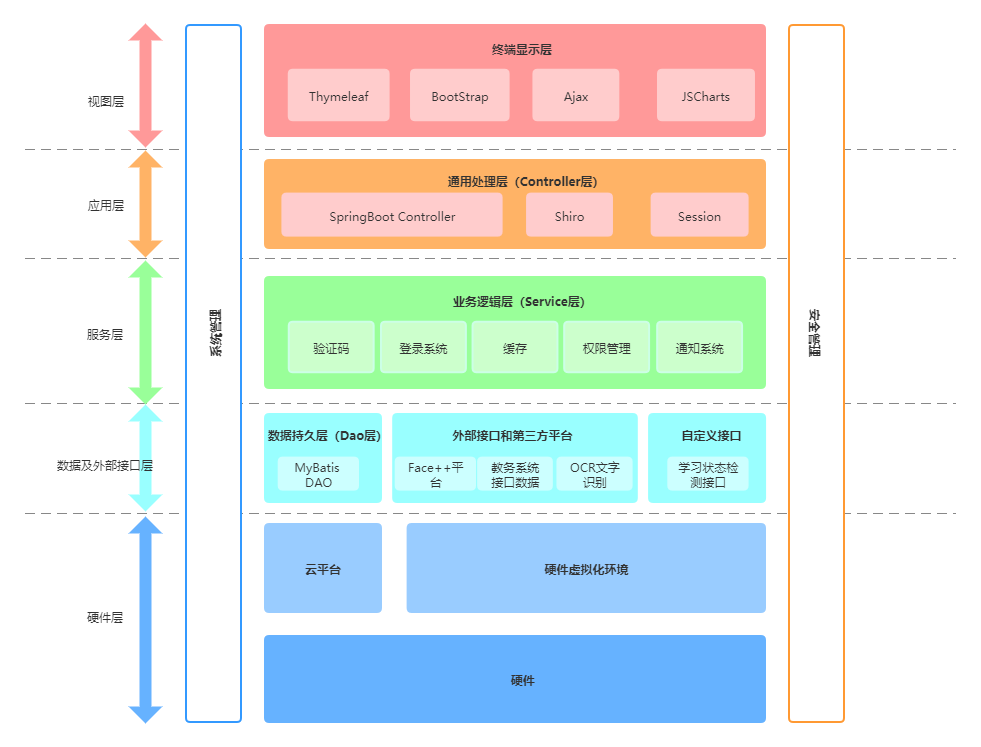 终端显示层
Thymeleaf
BootStrap
Ajax
JSCharts
视图层
通用处理层（Controller层）
应用层
SpringBoot Controller
Shiro
Session
业务逻辑层（Service层）
服务层
验证码
登录系统
缓存
权限管理
通知系统
系统管理
数据及外部接口层
数据持久层（Dao层）
MyBatis
DAO
外部接口和第三方平台
Face++平
台
教务系统
接口数据
OCR文字
识别
自定义接口
学习状态检
测接口
硬件层
云平台
硬件虚拟化环境
硬件